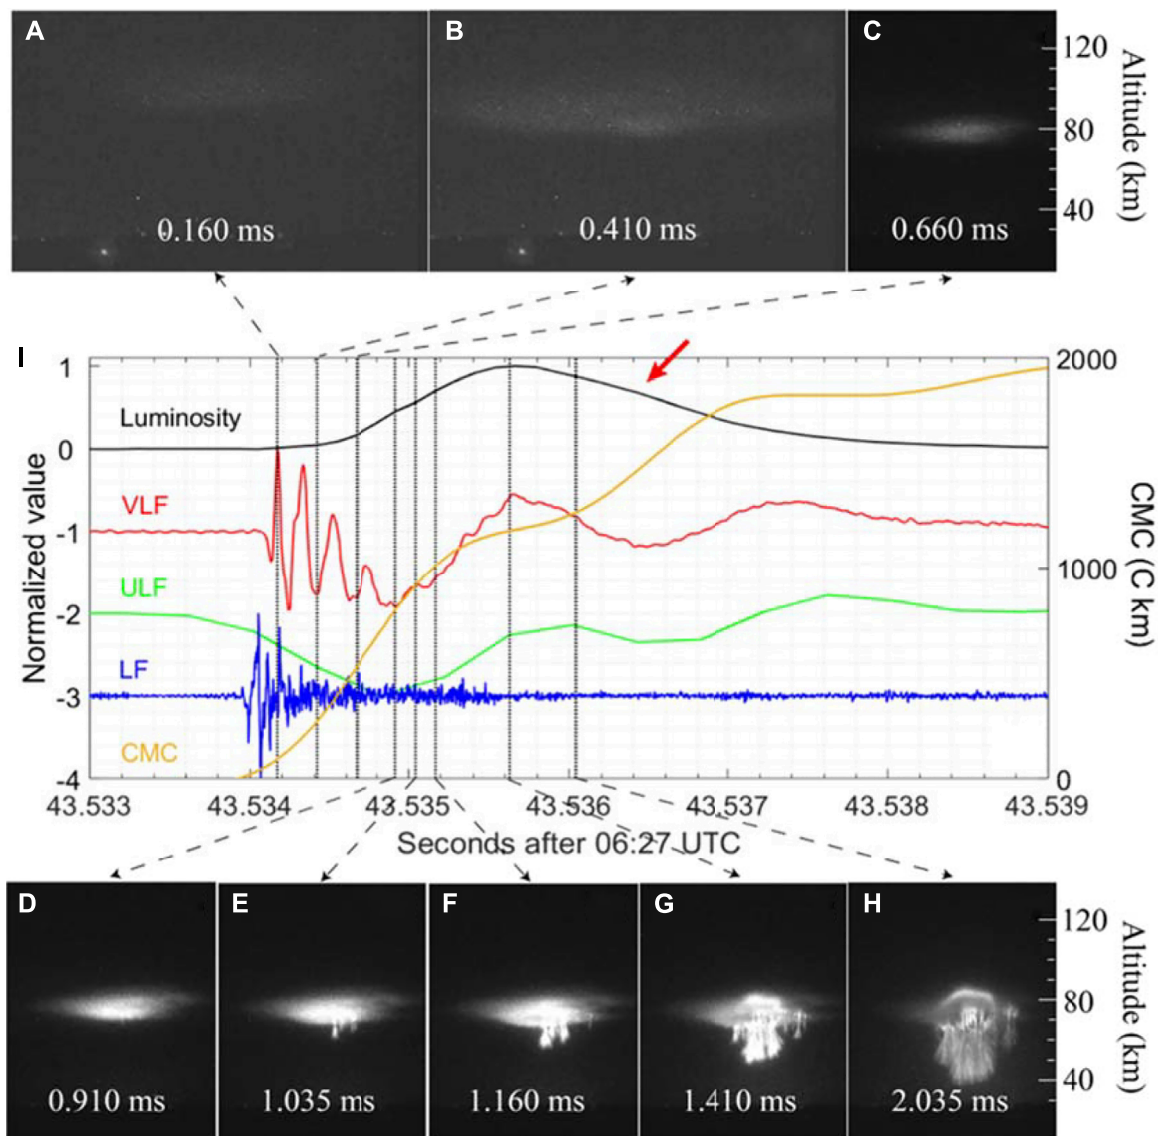 A
B
C
0.160 ms
0.410 ms
0.660 ms
120
80
40
Altitude (km)
I
1
0
-1
-2
-3
-4
Normalized value
Luminosity
VLF
ULF
LF
CMC
2000
1000
0
CMC (C km)
43.533
43.534
43.535
43.536
43.537
43.538
43.539
Seconds after 06:27 UTC
D
E
F
G
H
0.910 ms
1.035 ms
1.160 ms
1.410 ms
2.035 ms
120
80
40
Altitude (km)